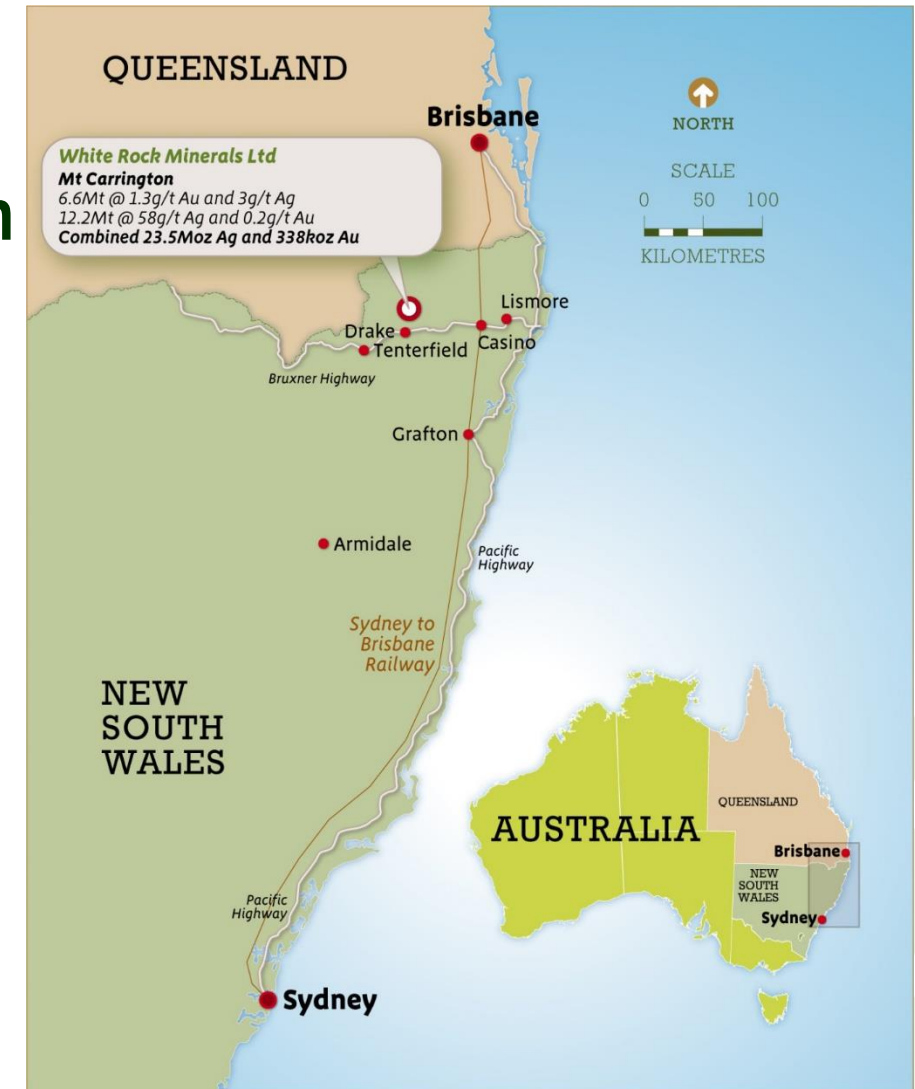 QUEENSLAND
Brisbane
NORTH
SCALE
0 50 100
KILOMETRES
White Rock Minerals Ltd
Mt Carrington
6.6Mt @ 1.3g/t Au and 3g/t Ag
12.2Mt @ 58g/t Ag and 0.2g/t Au
Combined 23.5Moz Ag and 338koz Au
n
Lismore
Drake
Casino
Tenterfield
Bruxner Highway
Grafton
Armidale
Pacific
Highway
Sydney to
Brisbane
Railway
NEW
SOUTH
WALES
Pacific
Highway
Sydney
AUSTRALIA
QUEENSLAND
Brisbane
NEW
SOUTH
WALES
Sydney